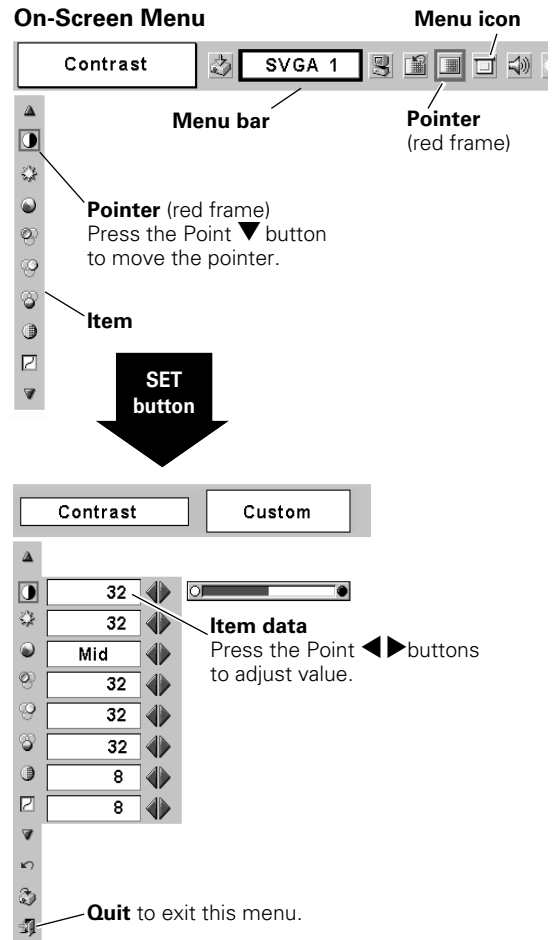 On-Screen Menu
Menu icon
Contrast
SVGA 1
Menu bar
Pointer
(red frame)
Pointer (red frame)
Press the Point ▼ button
to move the pointer.
Item
SET
button
Contrast
Custom
32
32
Mid
32
32
32
8
8
Item data
Press the Point ◀▶buttons
to adjust value.
Quit to exit this menu.